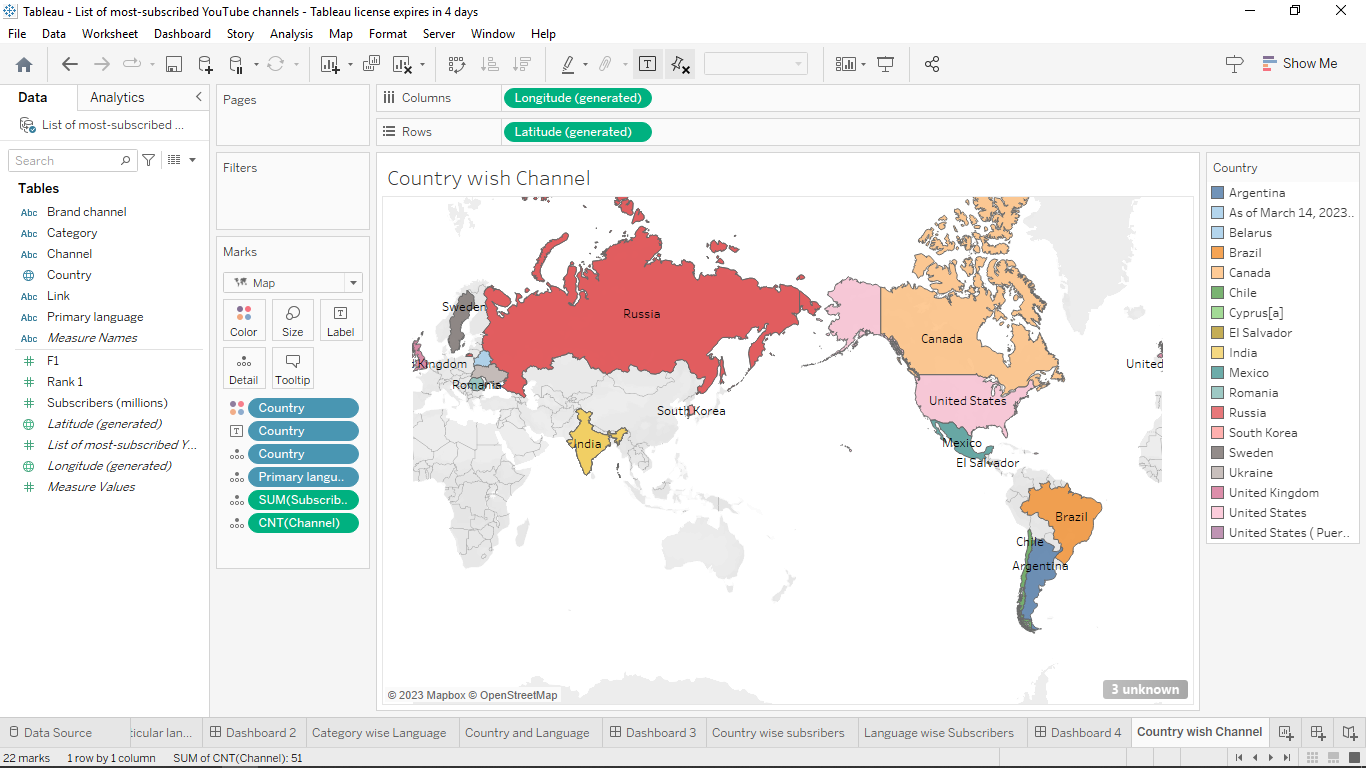 Tableau - List of most-subscribed YouTube channels - Tableau license expires in 4 days
File Data Worksheet Dashboard Story Analysis Map Format Server Window Help
Show Me
Data Analytics
List of most-subscribed ...
Search
Tables
Abc Brand channel
Abc Category
Abc Channel
Country
Abc Link
Abc Primary language
Abc Measure Names
F1
Rank 1
Subscribers (millions)
Latitude (generated)
List of most-subscribed Y...
Longitude (generated)
Measure Values
Pages
Filters
Marks
Map
Color Size Label
Detail Tooltip
Country
Country
Country
Primary langu..
SUM(Subscrib..
CNT(Channel)
Columns Longitude (generated)
Rows Latitude (generated)
Country wish Channel
Sweden
Russia
Canada
Kingdom
United
Romania
United States
South Korea
India
Mexico
El Salvador
Brazil
Chile
Argentina
© 2023 Mapbox © OpenStreetMap
3 unknown
Country
Argentina
As of March 14, 2023..
Belarus
Brazil
Canada
Chile
Cyprus[a]
El Salvador
India
Mexico
Romania
Russia
South Korea
Sweden
Ukraine
United Kingdom
United States
United States ( Puer..
Data Source ticular lan... Dashboard 2 Category wise Language Country and Language Dashboard 3 Country wise subsribers Language wise Subscribers Dashboard 4 Country wish Channel
22 marks 1 row by 1 column SUM of CNT(Channel): 51